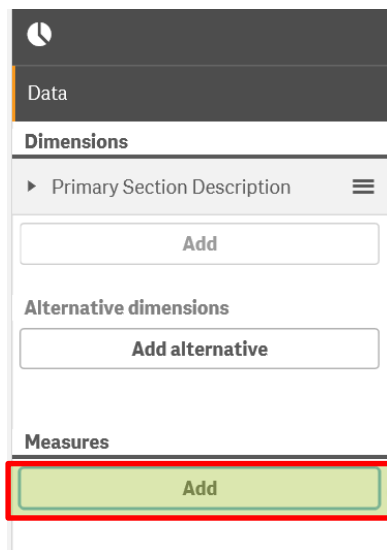 Data
Dimensions
Primary Section Description
Add
Alternative dimensions
Add alternative
Measures
Add